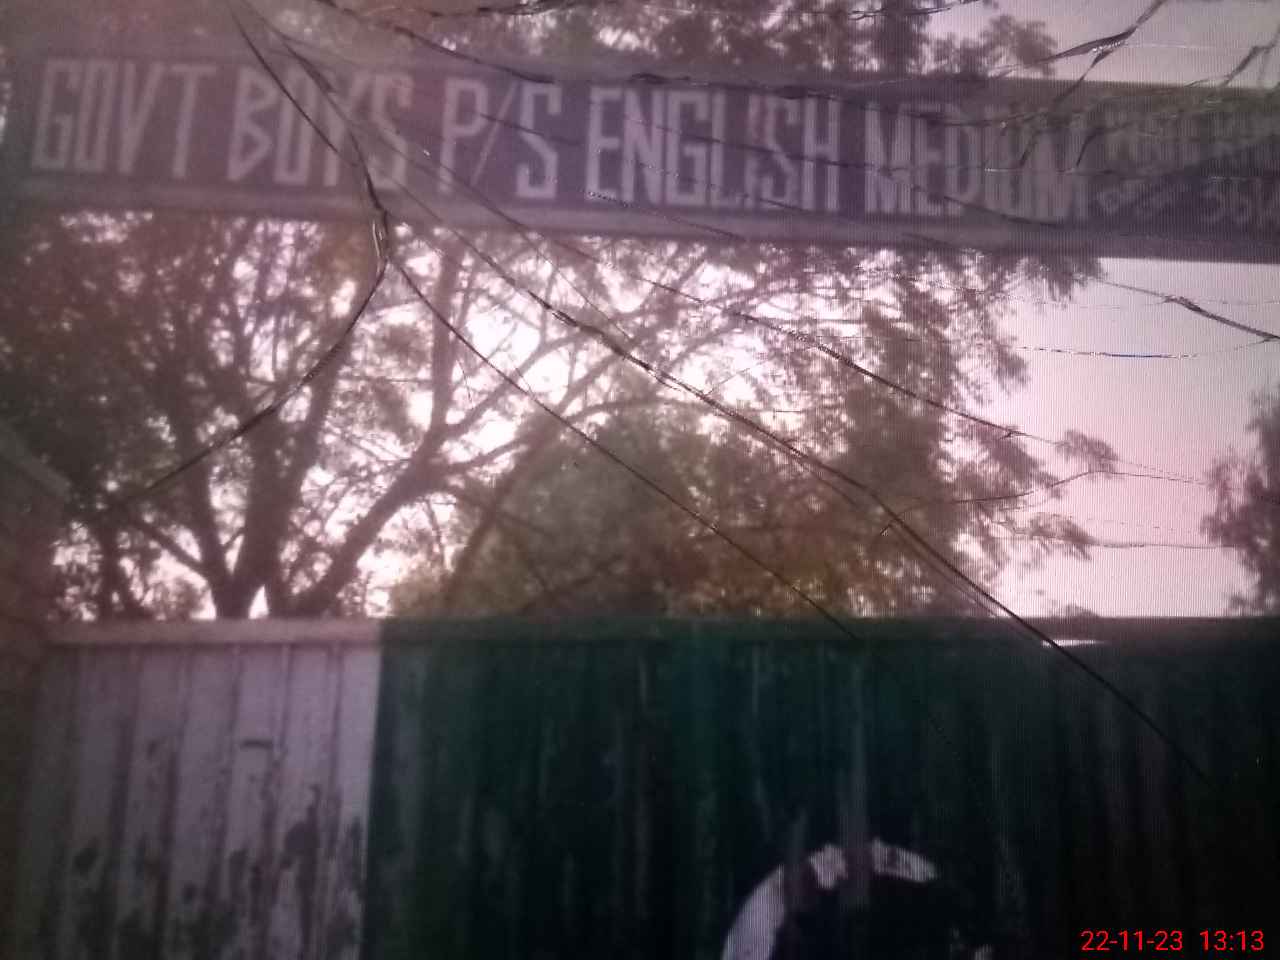 GOVT BOYS P/S ENGLISH MEDIUM
22-11-23 13:13